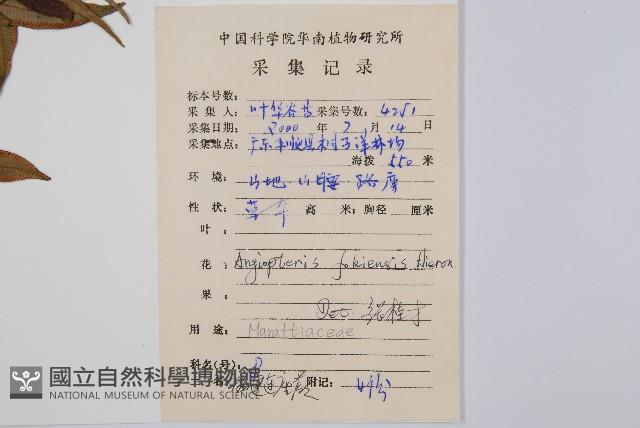 中国科学院华南植物研究所
采集记录
标本号数:
采集人: 叶华谷等 采集号数: 4251
采集日期: 2000 年 7 月 14 日
采集地点: 广东丰顺县
海拨 550 米
环境: 山地·山腰·路旁
性状: 草本 高 米; 胸径 厘米
叶:
花: Angiopteris fokiensis Hieron.
果:
Det.
用途: Marattiaceae
科名(号):
附记:
國立自然科學博物館
NATIONAL MUSEUM OF NATURAL SCIENCE